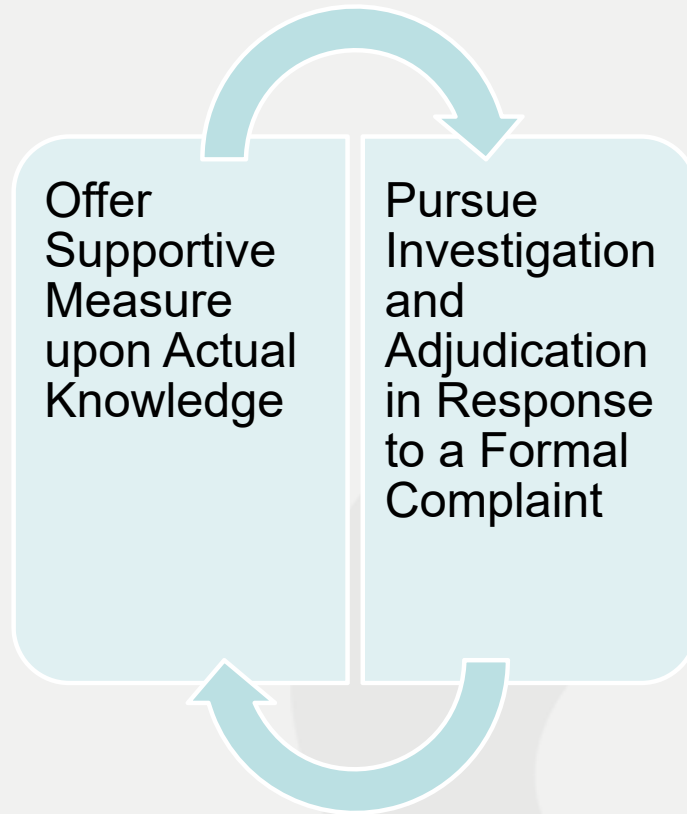 Offer
Supportive
Measure
upon Actual
Knowledge
Pursue
Investigation
and
Adjudication
in Response
to a Formal
Complaint